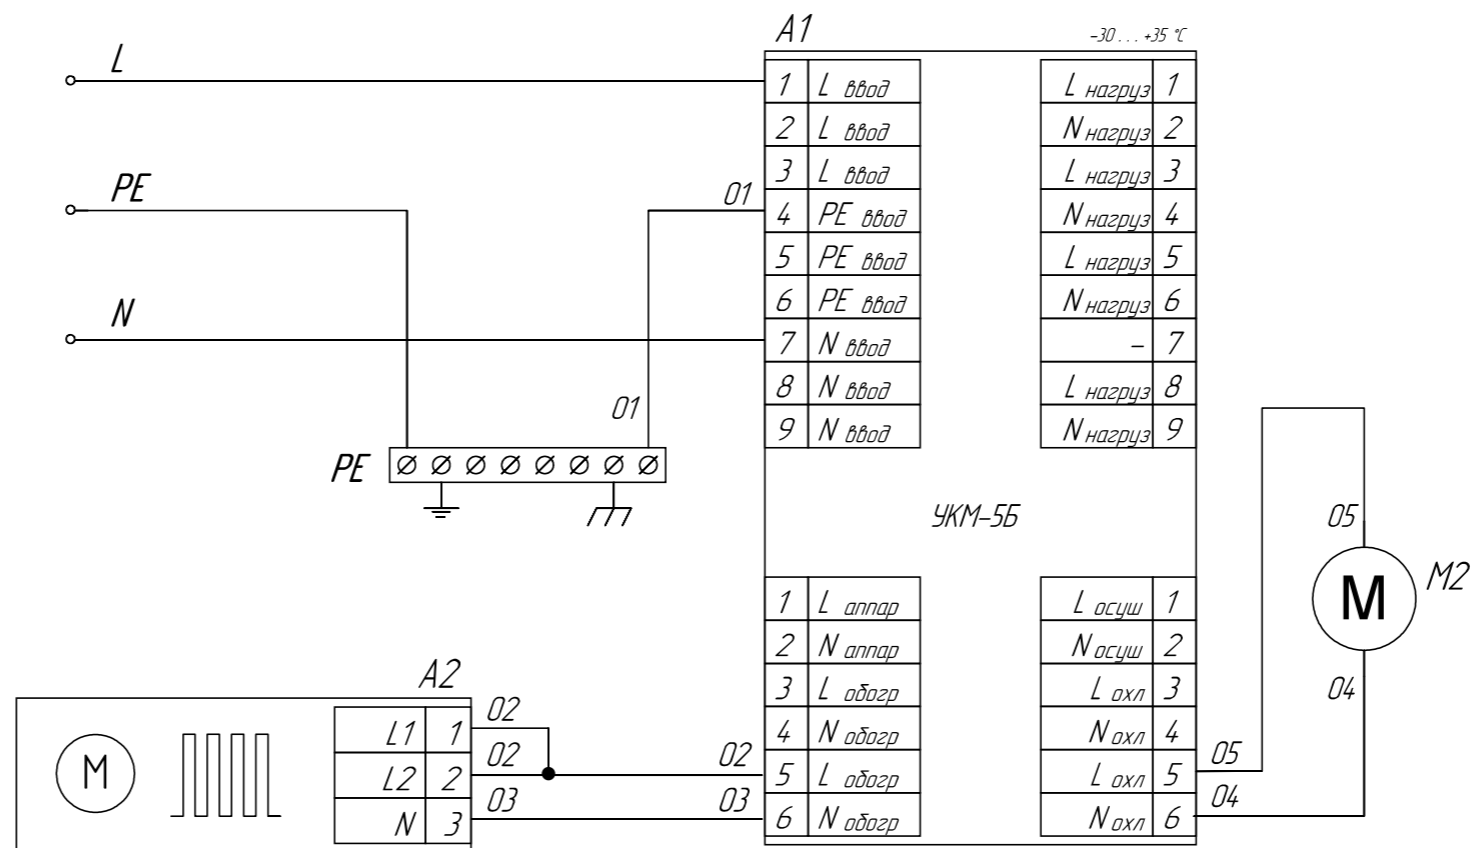 A1
-30 ... +35 °C
L
1 L ввод
L нагруз 1
2 L ввод
N нагруз 2
3 L ввод
L нагруз 3
PE
01
4 PE ввод
N нагруз 4
5 PE ввод
L нагруз 5
6 PE ввод
N нагруз 6
N
7 N ввод
- 7
8 N ввод
L нагруз 8
01
9 N ввод
N нагруз 9
PE
УКМ-5Б
05
M
M2
1 L аппар
L осуш 1
2 N аппар
N осуш 2
A2
3 L обогр
L охл 3
04
02
L1 1
4 N обогр
N охл 4
M
02
L2 2
02
5 L обогр
L охл 5
05
03
N 3
03
6 N обогр
N охл 6
04